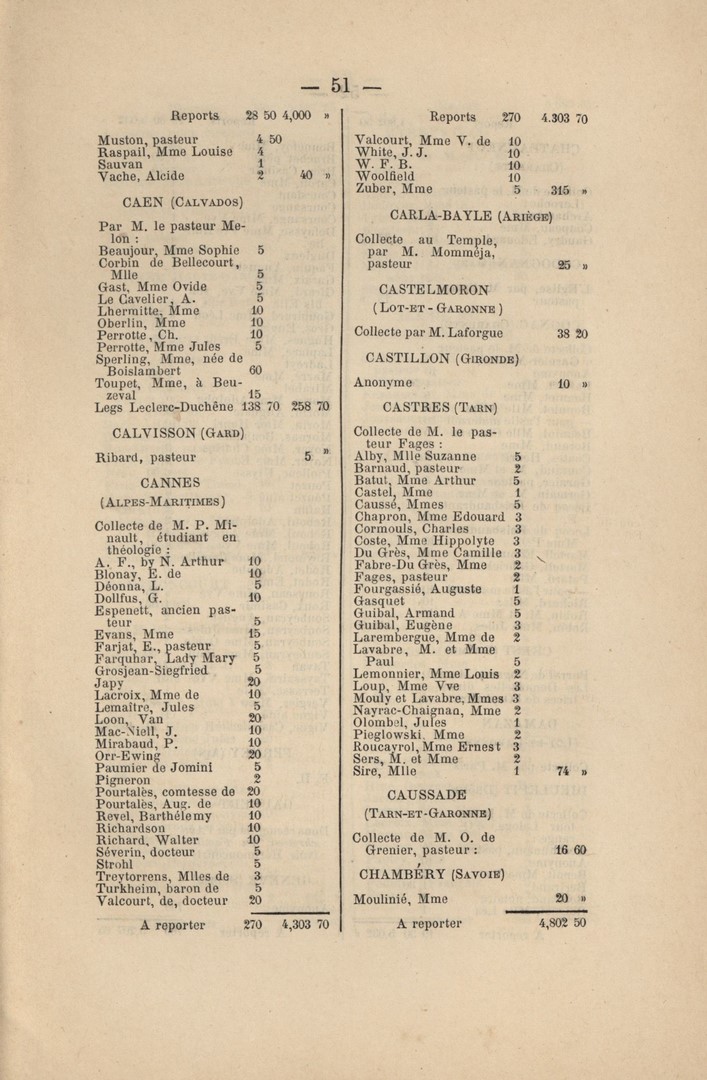 — 51 —
Reports 28 50 4,000 »
Muston, pasteur 4 50
Raspail, Mme Louise 4
Sauvan 1
Vache, Alcide 2 40 »
CAEN (CALVADOS)
Par M. le pasteur Me-
lon :
Beaujour, Mme Sophie 5
Corbin de Bellecourt,
Mlle 5
Gast, Mme Ovide 5
Le Cavelier, A. 5
Lhermitte, Mme 10
Oberlin, Mme 10
Perrotte, Ch. 10
Perrotte, Mme Jules 5
Sperling, Mme, née de
Boislambert 60
Toupet, Mme, à Beu-
zeval 15
Legs Leclerc-Duchêne 138 70 258 70
CALVISSON (GARD)
Ribard, pasteur 5 »
CANNES
(ALPES-MARITIMES)
Collecte de M. P. Mi-
nault, étudiant en
théologie :
A. F., by N. Arthur 10
Blonay, E. de 10
Déonna, L. 5
Dollfus, G. 10
Espenett, ancien pas-
teur 5
Evans, Mme 15
Farjat, E., pasteur 5
Farquhar, Lady Mary 5
Grosjean-Siegfried 5
Japy 20
Lacroix, Mme de 10
Lemaître, Jules 5
Loon, Van 20
Mac-Niell, J. 10
Mirabaud, P. 10
Orr-Ewing 20
Paumier de Jomini 5
Pigneron 2
Pourtalès, comtesse de 20
Pourtalès, Aug. de 10
Revel, Barthélemy 10
Richardson 10
Richard, Walter 10
Séverin, docteur 5
Strohl 5
Treytorrens, Mlles de 3
Turkheim, baron de 5
Valcourt, de, docteur 20
A reporter 270 4,303 70
Reports 270 4.303 70
Valcourt, Mme V. de 10
White, J. J. 10
W. F. B. 10
Woolfield 10
Zuber, Mme 5 315 »
CARLA-BAYLE (ARIÈGE)
Collecte au Temple,
par M. Momméja,
pasteur 25 »
CASTELMORON
(LOT-ET-GARONNE)
Collecte par M. Laforgue 38 20
CASTILLON (GIRONDE)
Anonyme 10 »
CASTRES (TARN)
Collecte de M. le pas-
teur Fages :
Alby, Mlle Suzanne 5
Barnaud, pasteur 2
Batut, Mme Arthur 5
Castel, Mme 1
Caussé, Mmes 5
Chapron, Mme Edouard 3
Cormouls, Charles 3
Coste, Mme Hippolyte 3
Du Grès, Mme Camille 3
Fabre-Du Grès, Mme 2
Fages, pasteur 2
Fourgassié, Auguste 1
Gasquet 5
Guibal, Armand 5
Guibal, Eugène 3
Larembergue, Mme de 2
Lavabre, M. et Mme
Paul 5
Lemonnier, Mme Louis 2
Loup, Mme Vve 3
Mouly et Lavabre, Mmes 3
Nayrac-Chaignan, Mme 2
Olombel, Jules 1
Pieglowski, Mme 2
Roucayrol, Mme Ernest 3
Sers, M. et Mme 2
Sire, Mlle 1 74 »
CAUSSADE
(TARN-ET-GARONNE)
Collecte de M. O. de
Grenier, pasteur : 16 60
CHAMBÉRY (SAVOIE)
Moulinié, Mme 20 »
A reporter 4,802 50